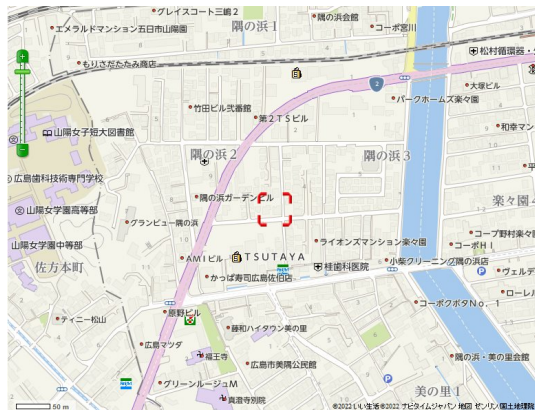 グレイスコート三嶋2
隅の浜会館
エメラルドマンション五日市山陽園
隅の浜1
コーポ宮川
もりさだたたみ商店
松村循環器・
2
大塚ビル
竹田ビル弐番館
パークホームズ楽々園
第2TSビル
和幸マン
山陽女子短大図書館
隅の浜2
隅の浜3
広島歯科技術専門学校
隅の浜ガーデンビル
楽々園4
山陽女学園高等部
グランビュー隅の浜
コープ野村楽々
ライオンズマンション楽々園
コーポHI
山陽女学園中等部
佐方本町
AMIビル
TSUTAYA
桂歯科医院
小柴クリーニング隅の浜店
かっぱ寿司広島佐伯店
P
ヴェルデ
ローレル
コーポクボタNo.1
原野ビル
ティニー松山
藤和ハイタウン美の里
広島マツダ
福王寺
広島市美隅公民館
隅の浜・美の里会館
P
グリーンルージュM
美の里1
真澄寺別院
50 m
©2022 いい生活 ©2022 ナビタイムジャパン 地図 ゼンリン 国土地理院